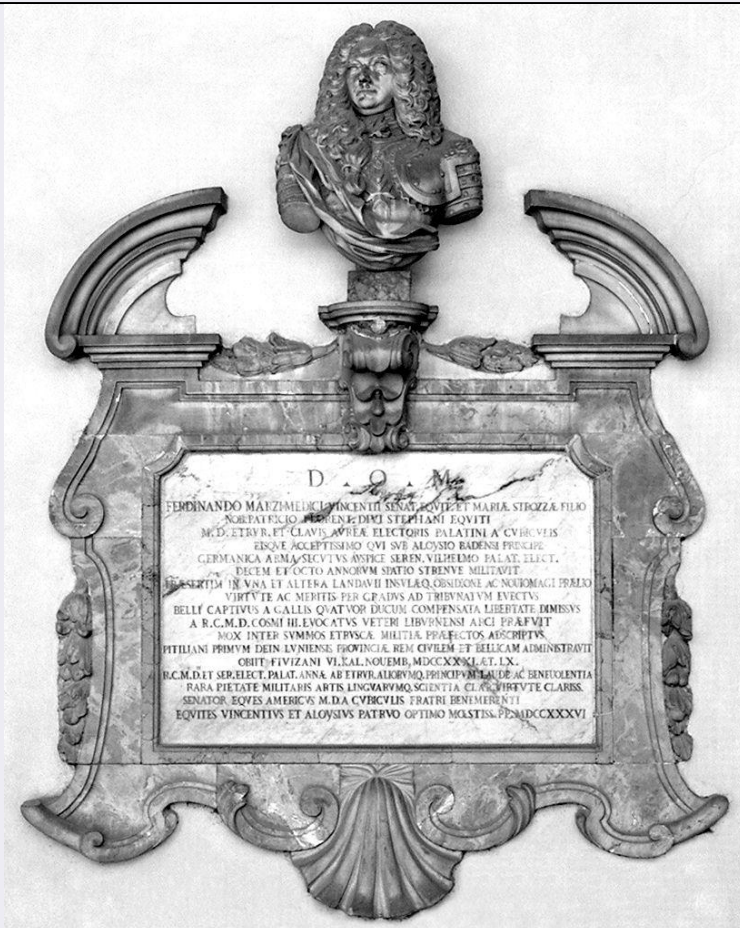 D . O . M
FERDINANDO MARZI MEDICI VINCENTII SENAT. EQVITE, ET MARIÆ STROZZÆ FILIO
NOB. PATRICIO FLORENT. DIVI STEPHANI EQVITI
M. D. ETRVR. ET CLAVIS AVREÆ ELECTORIS PALATINI A CVBICVLIS
EISQVE ACCEPTISSIMO QVI SVB ALOYSIO BADENSI PRINCIPE
GERMANICA ARMA SECVTVS AVSPICE SEREN. VILHELMO PALAT. ELECT.
DECEM ET OCTO ANNORVM SPATIO STRENVE MILITAVIT
PRÆSERTIM IN VNA ET ALTERA LANDAVII INSVLÆQ. OBSIDIONE AC NOVIOMAGI PRÆLIO
VIRTVTE AC MERITIS PER GRADVS AD TRIBVNATVM EVECTVS
BELLI CAPTIVVS A GALLIS QVATVOR DUCUM COMPENSATA LIBERTATE DIMISSVS
A R.C.M.D. COSMI III. EVOCATVS VETERI LIBVRNENSI ARCI PRÆFVIT
MOX INTER SVMMOS ETRVSCÆ MILITIÆ PRÆFECTOS ADSCRIPTVS
PITILIANI PRIMVM DEIN LVNIENSIS PROVINCIÆ REM CIVILEM ET BELLICAM ADMINISTRAVIT
OBIIT FIVIZANI VI. KAL. NOVEMB. MDCCXXXI. ÆT. LX.
R.C.M.D. ET SER. ELECT. PALAT. ANNÆ AB ETRVR. ALIORVMQ. PRINCIPVM LAUDE AC BENEVOLENTIA
RARA PIETATE MILITARIS ARTIS LINGVARVMQ. SCIENTIA CLAR. VIRTVTE CLARISS.
SENATOR EQVES AMERICVS M.D. A CVBICVLIS FRATRI BENEMERENTI
EQVITES VINCENTIVS ET ALOYSIVS PATRVO OPTIMO MŒSTISS. PP. MDCCXXXVI